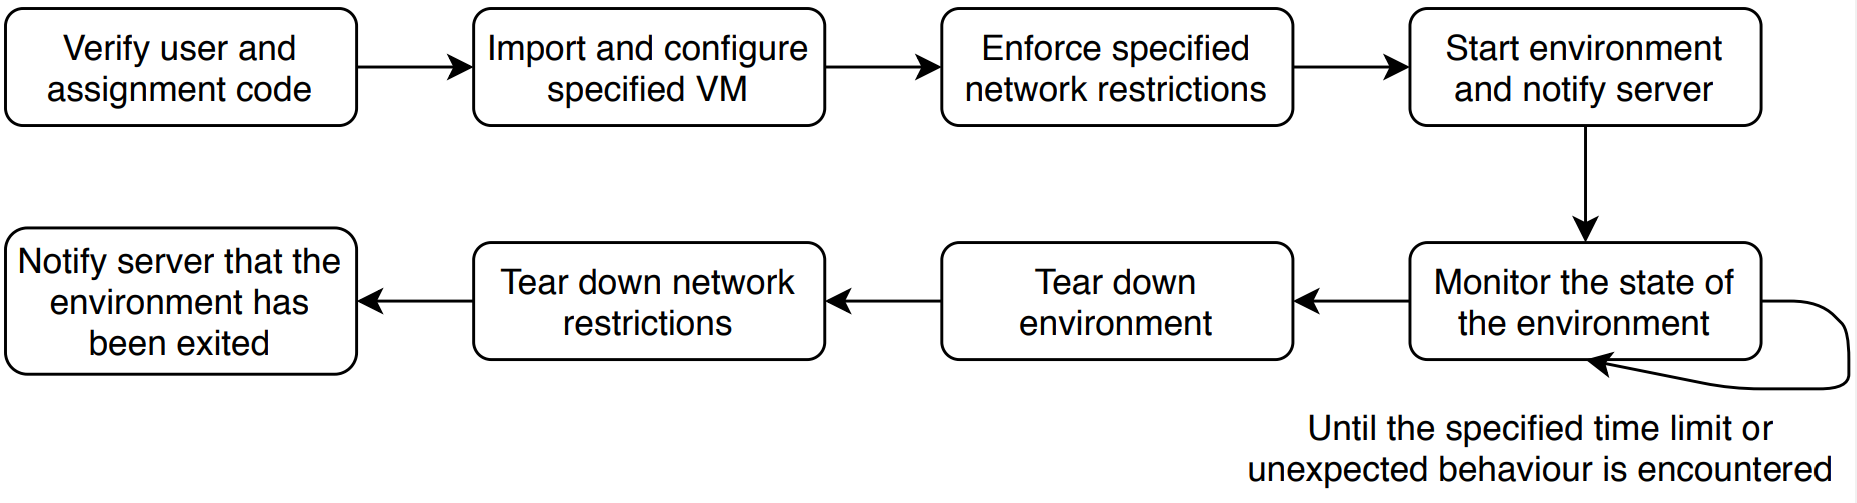 Verify user and
assignment code
Import and configure
specified VM
Enforce specified
network restrictions
Start environment
and notify server
Monitor the state of
the environment
Until the specified time limit or
unexpected behaviour is encountered
Tear down
environment
Tear down network
restrictions
Notify server that the
environment has
been exited